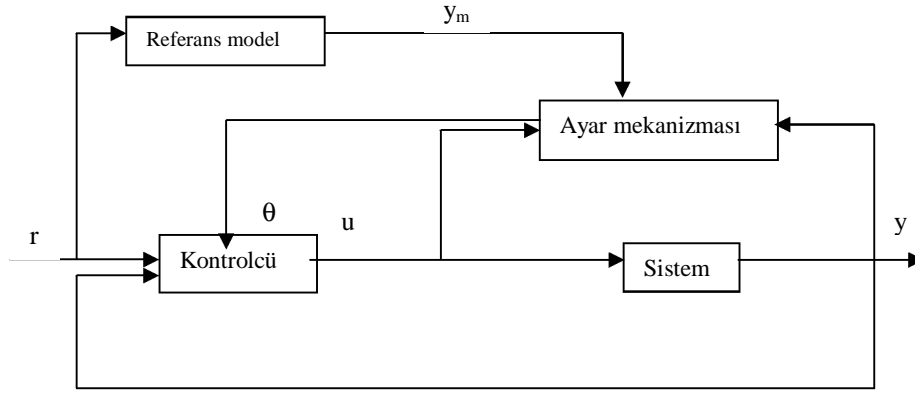 yₘ
Referans model
Ayar mekanizması
θ
r
u
y
Kontrolcü
Sistem